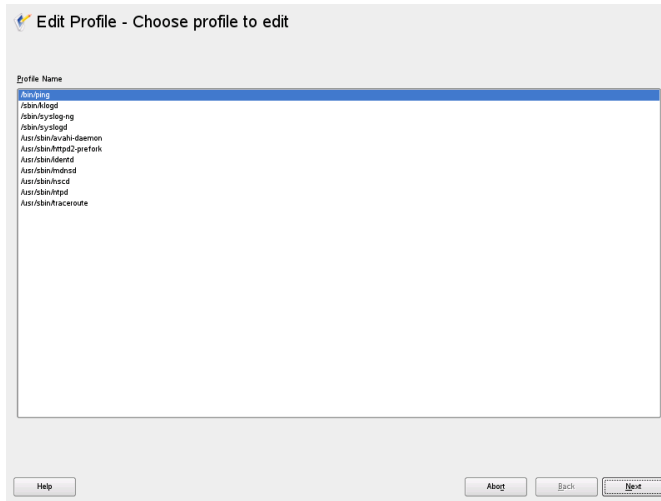 Edit Profile - Choose profile to edit
Profile Name
/bin/ping
/sbin/klogd
/sbin/syslog-ng
/sbin/syslogd
/usr/sbin/avahi-daemon
/usr/sbin/httpd2-prefork
/usr/sbin/identd
/usr/sbin/mdnsd
/usr/sbin/nscd
/usr/sbin/ntpd
/usr/sbin/traceroute
Help Abort Back Next